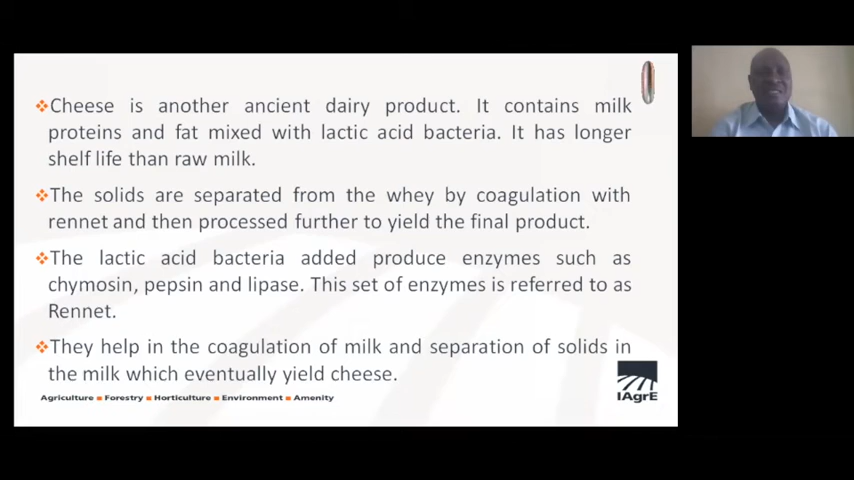 Cheese is another ancient dairy product. It contains milk
proteins and fat mixed with lactic acid bacteria. It has longer
shelf life than raw milk.
The solids are separated from the whey by coagulation with
rennet and then processed further to yield the final product.
The lactic acid bacteria added produce enzymes such as
chymosin, pepsin and lipase. This set of enzymes is referred to as
Rennet.
They help in the coagulation of milk and separation of solids in
the milk which eventually yield cheese.
IAgrE
Agriculture ▪ Forestry ▪ Horticulture ▪ Environment ▪ Amenity